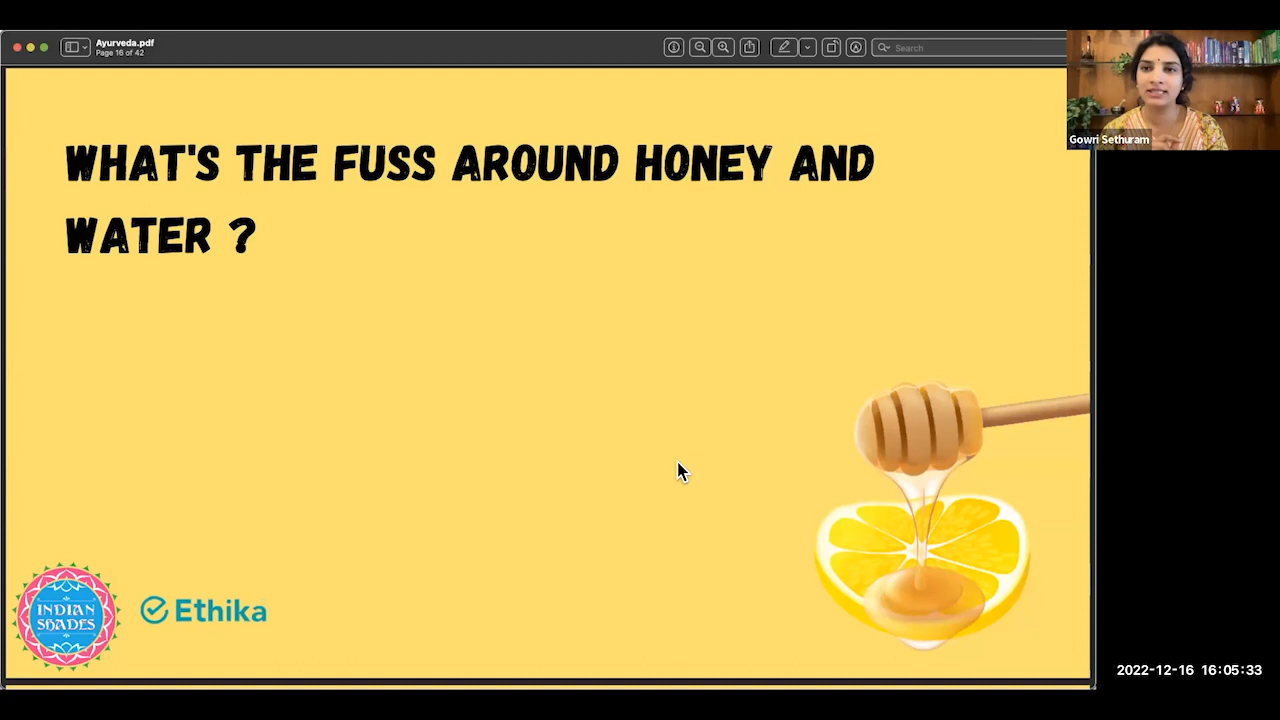 Ayurveda.pdf
Page 16 of 42
Search
Gowri Sethuram
WHAT'S THE FUSS AROUND HONEY AND
WATER ?
INDIAN
SHADES
Ethika
2022-12-16 16:05:33